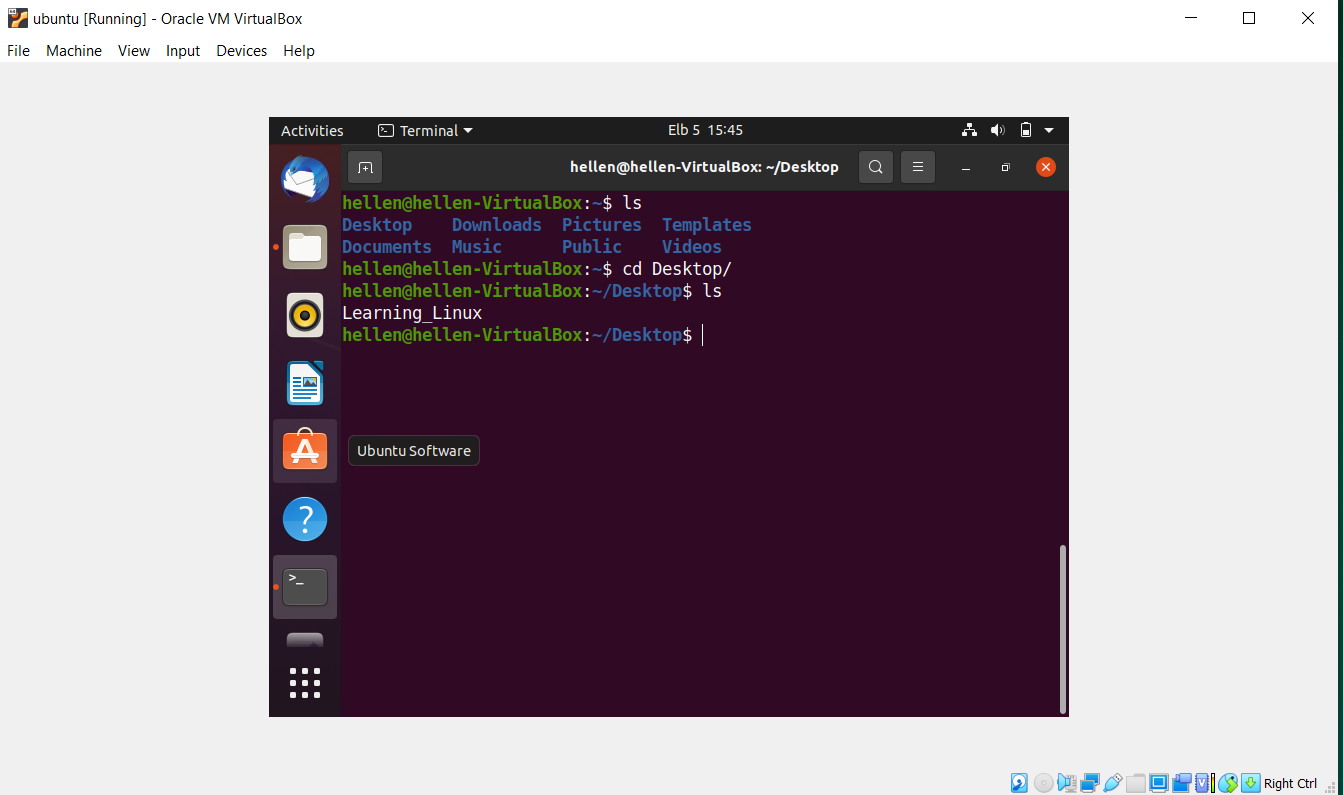 ubuntu [Running] - Oracle VM VirtualBox
File Machine View Input Devices Help
Activities Terminal Elb 5 15:45
hellen@hellen-VirtualBox: ~/Desktop
hellen@hellen-VirtualBox:~$ ls
Desktop Downloads Pictures Templates
Documents Music Public Videos
hellen@hellen-VirtualBox:~$ cd Desktop/
hellen@hellen-VirtualBox:~/Desktop$ ls
Learning_Linux
hellen@hellen-VirtualBox:~/Desktop$
Ubuntu Software
>_
Right Ctrl